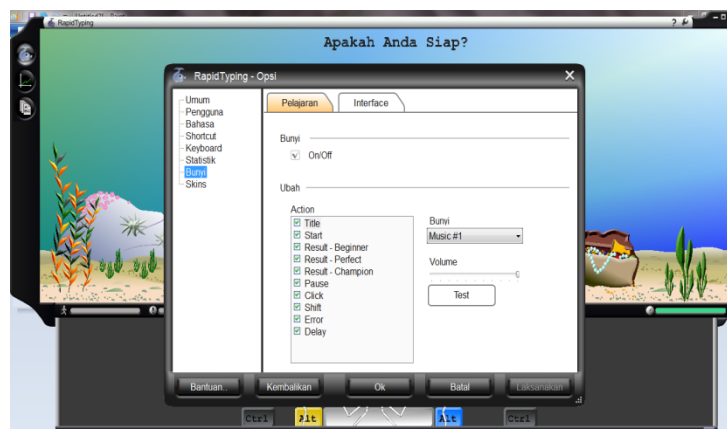 RapidTyping
Apakah Anda Siap?
RapidTyping - Opsi
Umum
Pengguna
Bahasa
Shortcut
Keyboard
Statistik
Bunyi
Skins
Pelajaran
Interface
Bunyi
On/Off
Ubah
Action
Title
Start
Result - Beginner
Result - Perfect
Result - Champion
Pause
Click
Shift
Error
Delay
Bunyi
Music #1
Volume
Test
Bantuan..
Kembalikan
Ok
Batal
Laksanakan
Ctrl
Alt
Alt
Ctrl